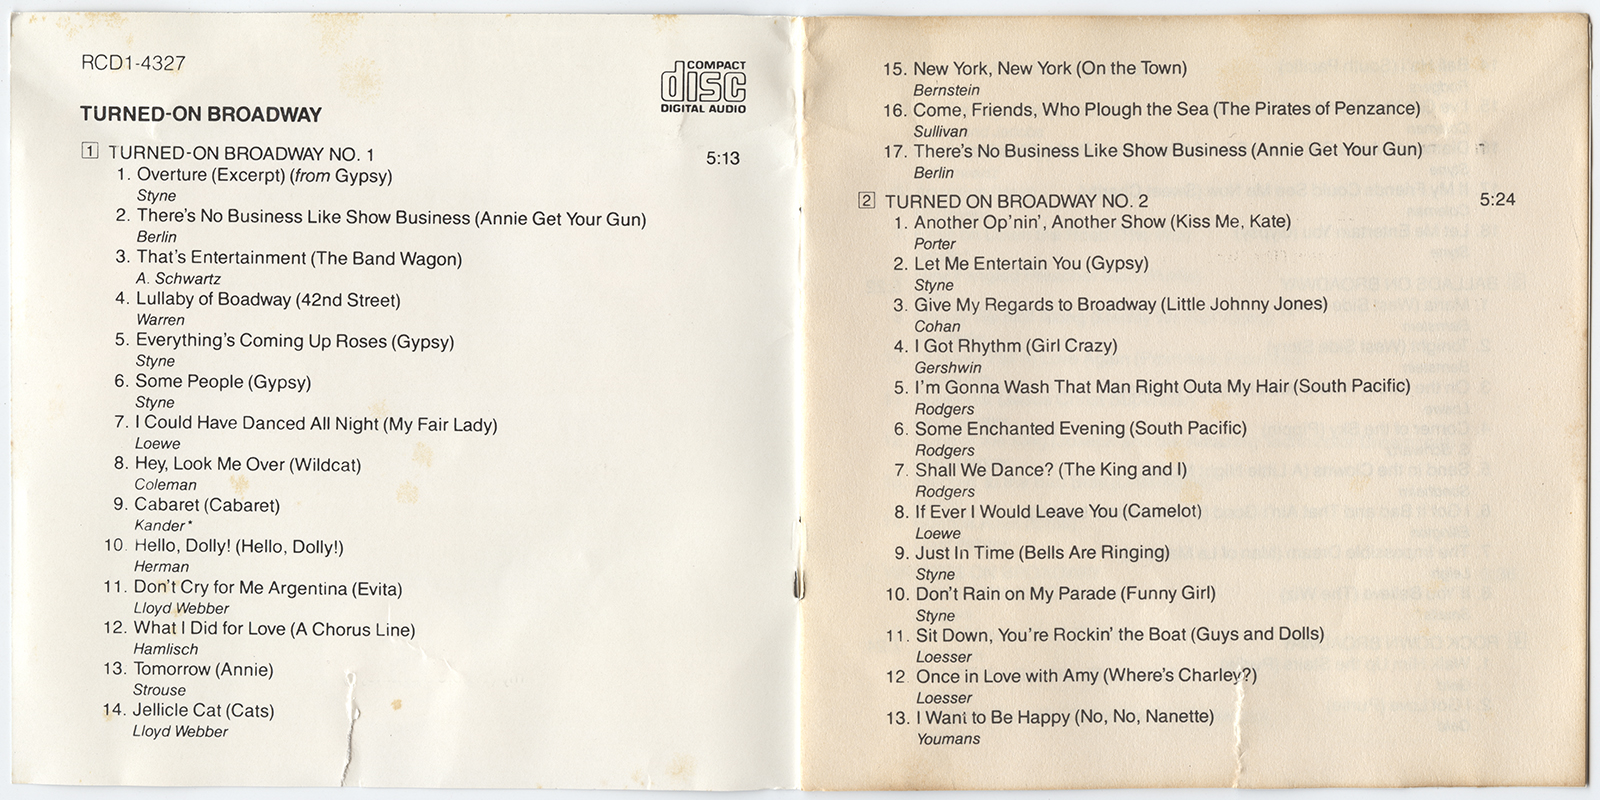 RCD1-4327
COMPACT
disc
DIGITAL AUDIO
TURNED-ON BROADWAY
1 TURNED-ON BROADWAY NO. 1 5:13
1. Overture (Excerpt) (from Gypsy)
Styne
2. There's No Business Like Show Business (Annie Get Your Gun)
Berlin
3. That's Entertainment (The Band Wagon)
A. Schwartz
4. Lullaby of Boadway (42nd Street)
Warren
5. Everything's Coming Up Roses (Gypsy)
Styne
6. Some People (Gypsy)
Styne
7. I Could Have Danced All Night (My Fair Lady)
Loewe
8. Hey, Look Me Over (Wildcat)
Coleman
9. Cabaret (Cabaret)
Kander*
10. Hello, Dolly! (Hello, Dolly!)
Herman
11. Don't Cry for Me Argentina (Evita)
Lloyd Webber
12. What I Did for Love (A Chorus Line)
Hamlisch
13. Tomorrow (Annie)
Strouse
14. Jellicle Cat (Cats)
Lloyd Webber
15. New York, New York (On the Town)
Bernstein
16. Come, Friends, Who Plough the Sea (The Pirates of Penzance)
Sullivan
17. There's No Business Like Show Business (Annie Get Your Gun)
Berlin
2 TURNED ON BROADWAY NO. 2 5:24
1. Another Op'nin', Another Show (Kiss Me, Kate)
Porter
2. Let Me Entertain You (Gypsy)
Styne
3. Give My Regards to Broadway (Little Johnny Jones)
Cohan
4. I Got Rhythm (Girl Crazy)
Gershwin
5. I'm Gonna Wash That Man Right Outa My Hair (South Pacific)
Rodgers
6. Some Enchanted Evening (South Pacific)
Rodgers
7. Shall We Dance? (The King and I)
Rodgers
8. If Ever I Would Leave You (Camelot)
Loewe
9. Just In Time (Bells Are Ringing)
Styne
10. Don't Rain on My Parade (Funny Girl)
Styne
11. Sit Down, You're Rockin' the Boat (Guys and Dolls)
Loesser
12. Once in Love with Amy (Where's Charley?)
Loesser
13. I Want to Be Happy (No, No, Nanette)
Youmans